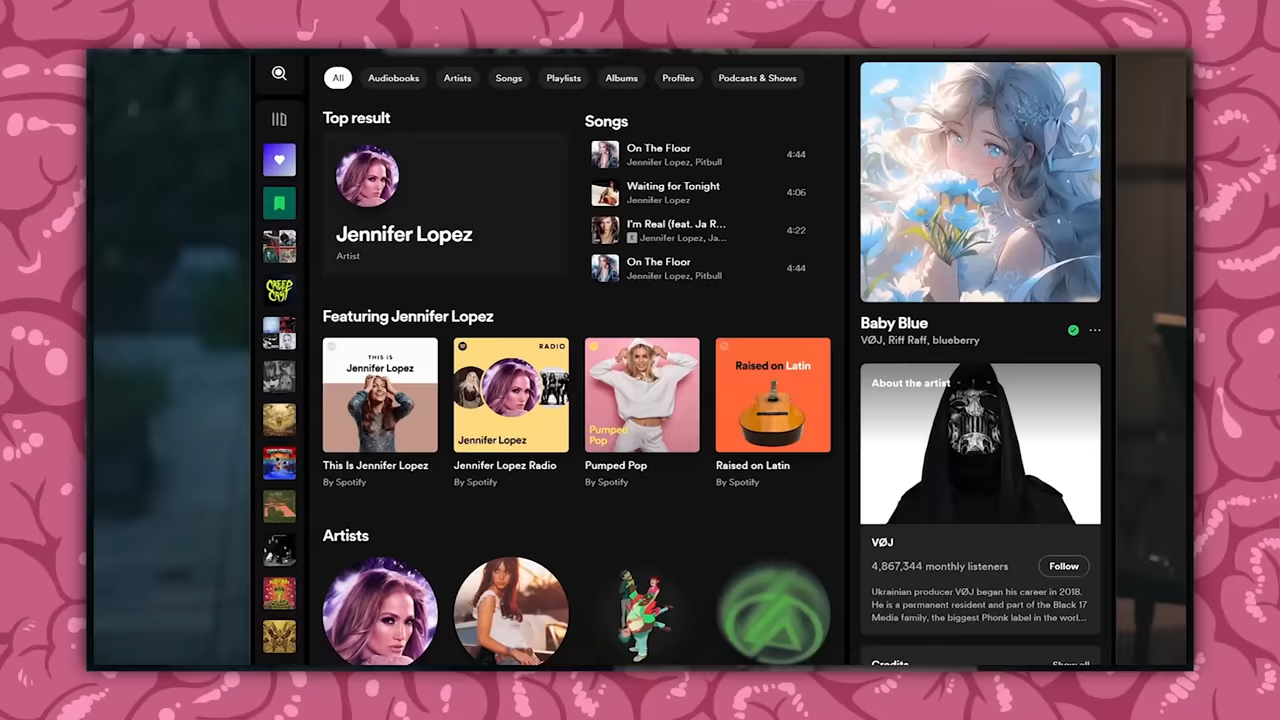 All
Audiobooks
Artists
Songs
Playlists
Albums
Profiles
Podcasts & Shows
Top result
Jennifer Lopez
Artist
Songs
On The Floor
4:44
Jennifer Lopez, Pitbull
Waiting for Tonight
4:06
Jennifer Lopez
I'm Real (feat. Ja R...
4:22
E Jennifer Lopez, Ja...
On The Floor
4:44
Jennifer Lopez, Pitbull
CREEP
CAST
Featuring Jennifer Lopez
THIS IS
Jennifer Lopez
RADIO
Jennifer Lopez
Pumped
Pop
Raised on Latin
This Is Jennifer Lopez
By Spotify
Jennifer Lopez Radio
By Spotify
Pumped Pop
By Spotify
Raised on Latin
By Spotify
Artists
Baby Blue
VØJ, Riff Raff, blueberry
About the artist
VØJ
4,867,344 monthly listeners
Follow
Ukrainian producer VØJ began his career in 2018.
He is a permanent resident and part of the Black 17
Media family, the biggest Phonk label in the worl...
Credits
Show all